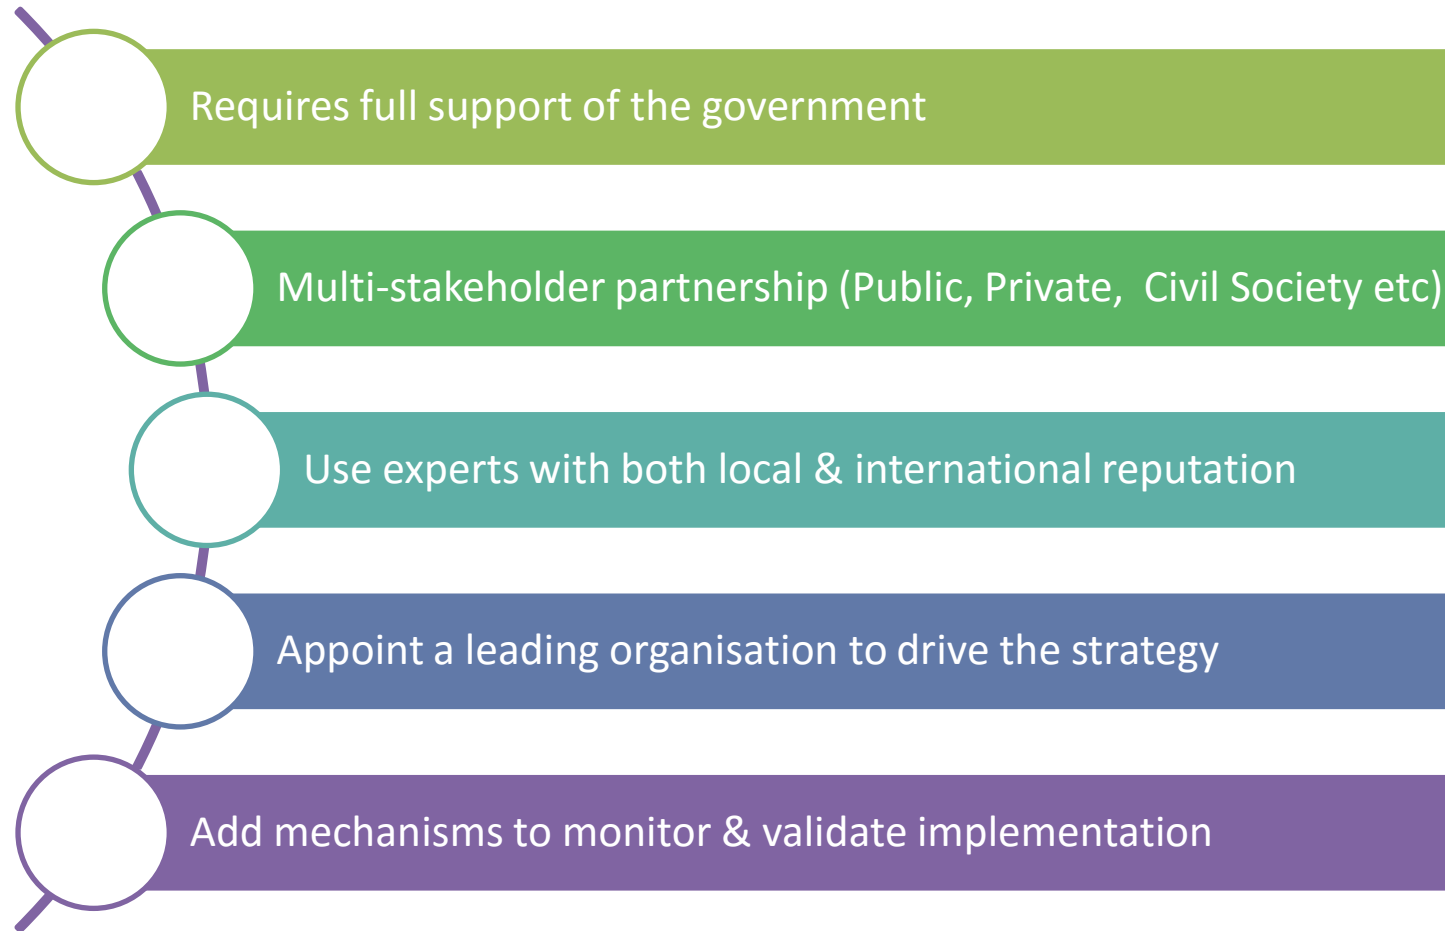 Requires full support of the government
Multi-stakeholder partnership (Public, Private,  Civil Society etc)
Use experts with both local & international reputation
Appoint a leading organisation to drive the strategy
Add mechanisms to monitor & validate implementation